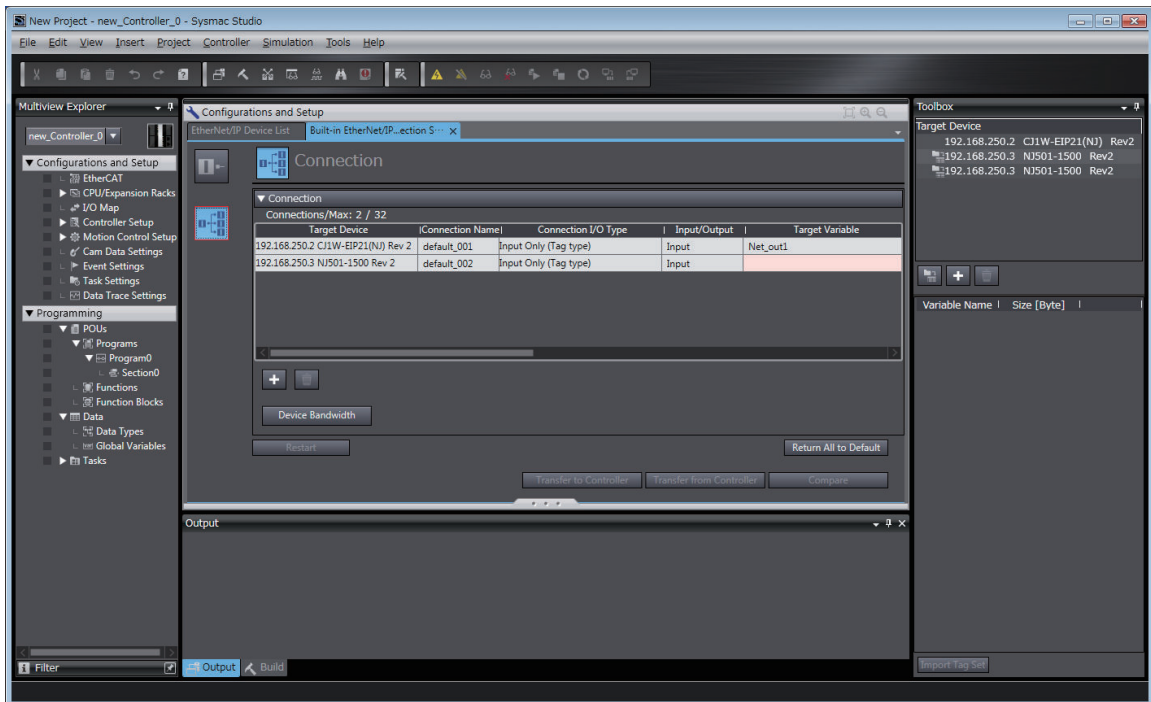 New Project - new_Controller_0 - Sysmac Studio
File Edit View Insert Project Controller Simulation Tools Help
Multiview Explorer
new_Controller_0
Configurations and Setup
EtherCAT
CPU/Expansion Racks
I/O Map
Controller Setup
Motion Control Setup
Cam Data Settings
Event Settings
Task Settings
Data Trace Settings
Programming
POUs
Programs
Program0
Section0
Functions
Function Blocks
Data
Data Types
Global Variables
Tasks
Filter
Configurations and Setup
EtherNet/IP Device List Built-in EtherNet/IP...ection S...
Connection
Connection
Connections/Max: 2 / 32
Target Device Connection Name Connection I/O Type Input/Output Target Variable
192.168.250.2 CJ1W-EIP21(NJ) Rev 2 default_001 Input Only (Tag type) Input Net_out1
192.168.250.3 NJ501-1500 Rev 2 default_002 Input Only (Tag type) Input
Device Bandwidth
Restart Return All to Default
Transfer to Controller Transfer from Controller Compare
Output
Output Build
Toolbox
Target Device
192.168.250.2 CJ1W-EIP21(NJ) Rev2
192.168.250.3 NJ501-1500 Rev2
192.168.250.3 NJ501-1500 Rev2
Variable Name Size [Byte]
Import Tag Set